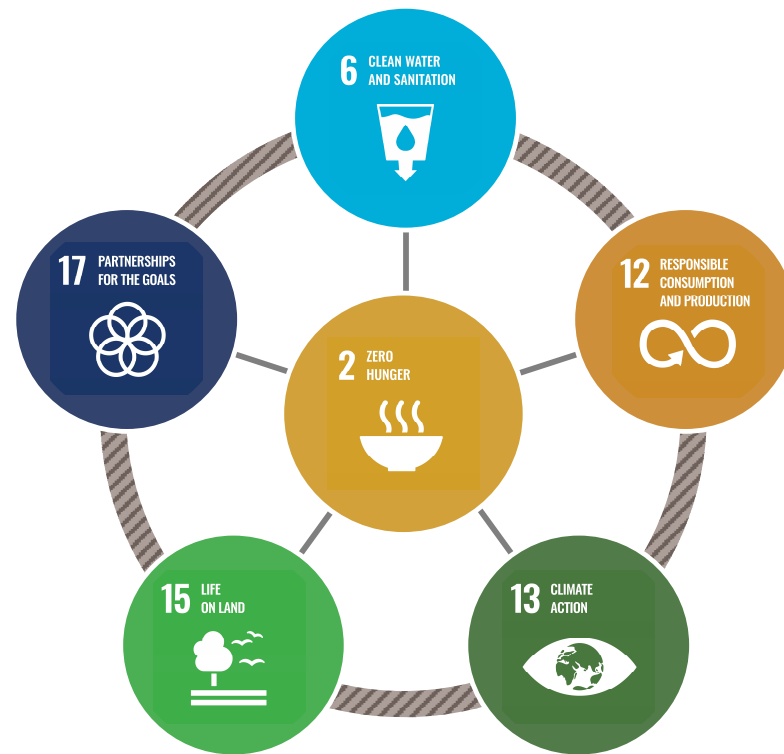 6 CLEAN WATER
AND SANITATION
17 PARTNERSHIPS
FOR THE GOALS
12 RESPONSIBLE
CONSUMPTION
AND PRODUCTION
2 ZERO
HUNGER
15 LIFE
ON LAND
13 CLIMATE
ACTION